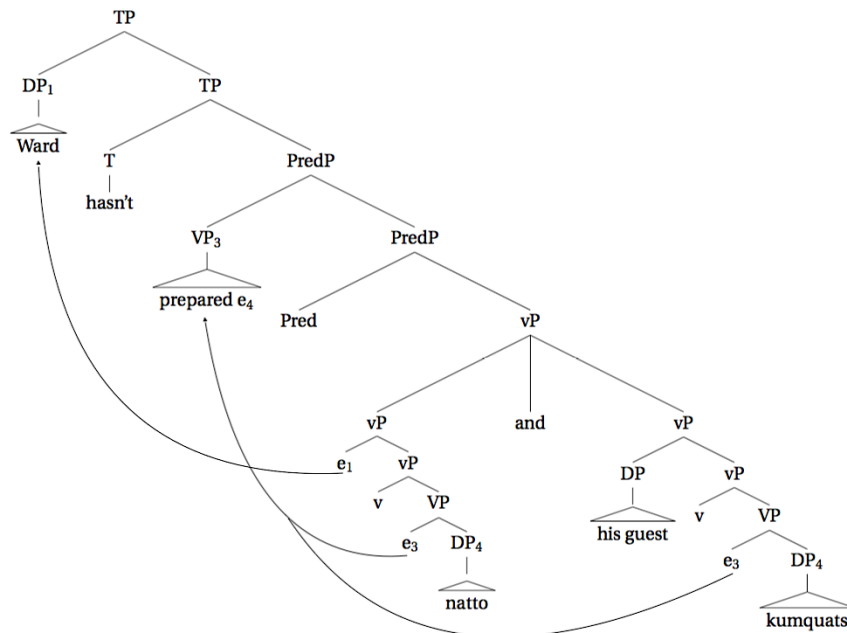 TP
DP₁ TP
Ward T PredP
hasn't
VP₃ PredP
prepared e₄ Pred vP
vP and vP
e₁ vP DP vP
v VP his guest v VP
e₃ DP₄ e₃ DP₄
natto kumquats